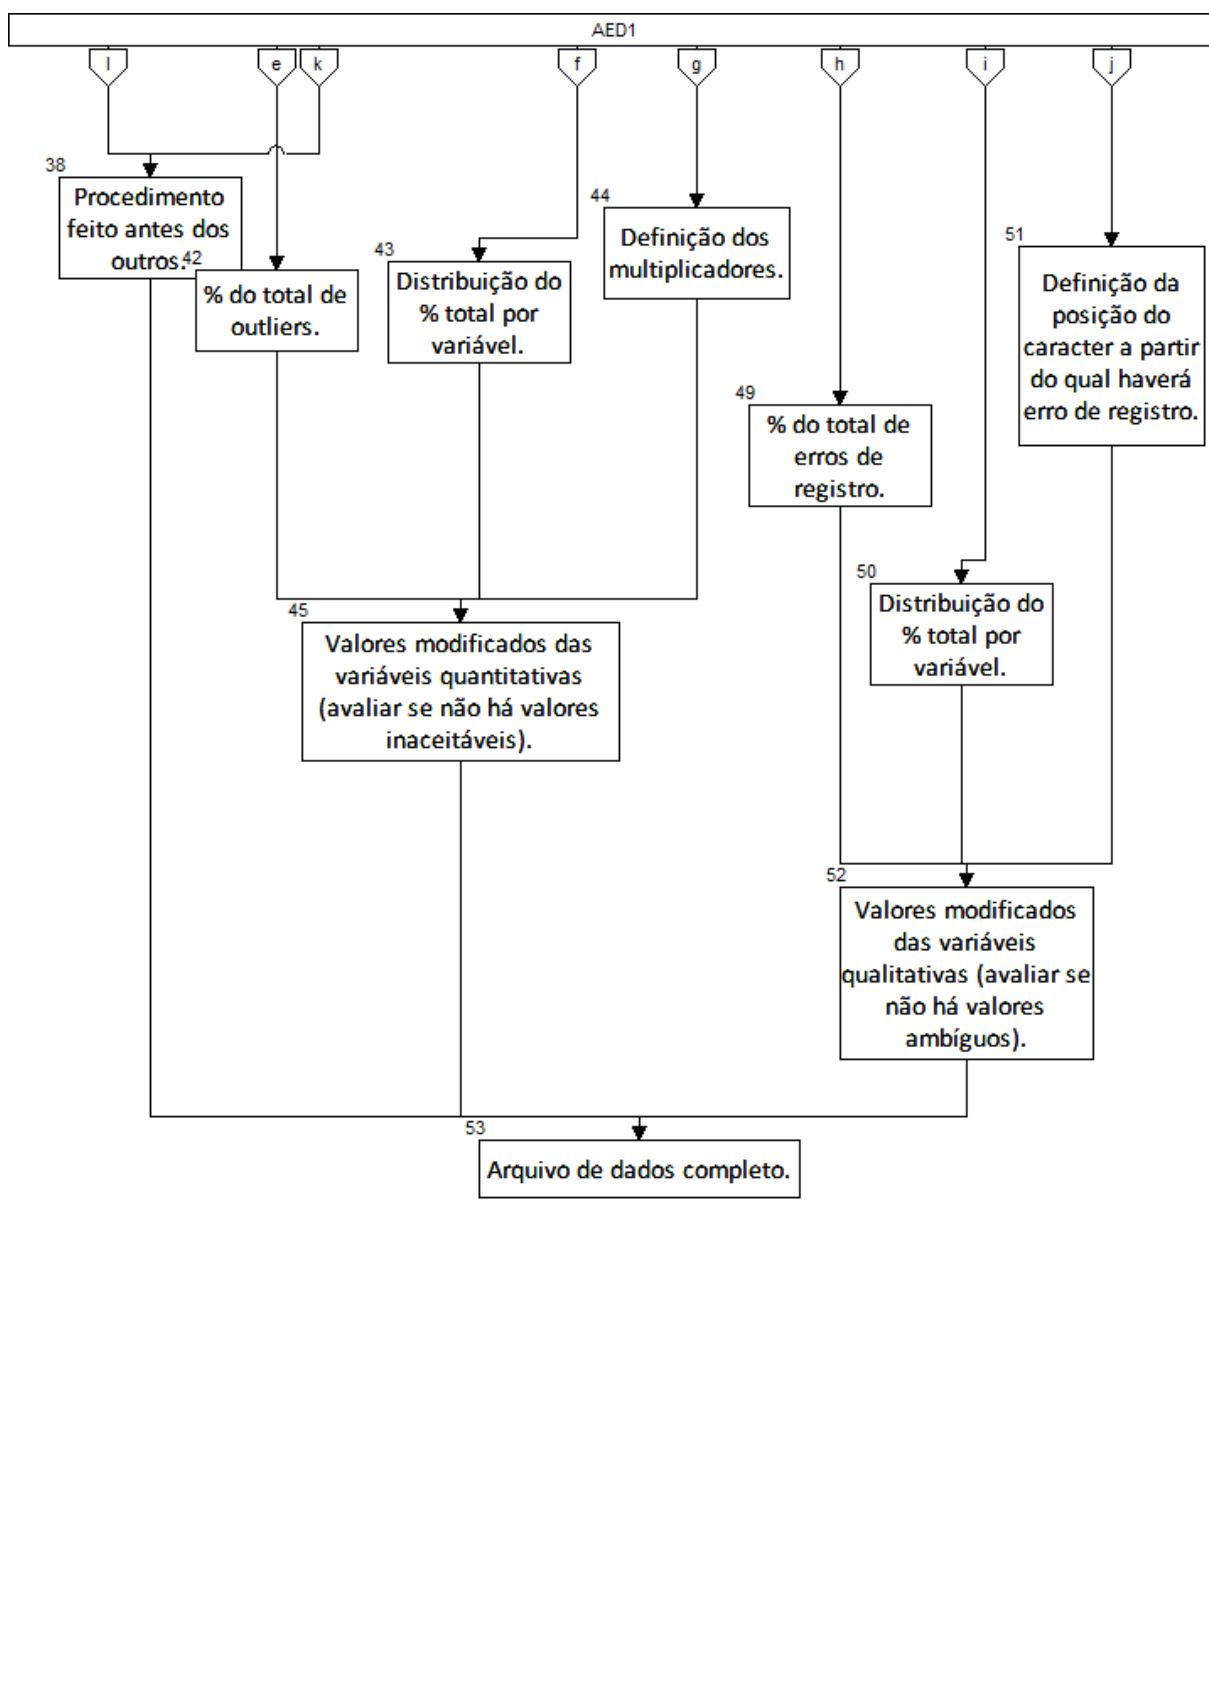 AED1
l
e
k
f
g
h
i
j
38
Procedimento
feito antes dos
outros.
42
% do total de
outliers.
43
Distribuição do
% total por
variável.
44
Definição dos
multiplicadores.
51
Definição da
posição do
caracter a partir
do qual haverá
erro de registro.
49
% do total de
erros de
registro.
50
Distribuição do
% total por
variável.
45
Valores modificados das
variáveis quantitativas
(avaliar se não há valores
inaceitáveis).
52
Valores modificados
das variáveis
qualitativas (avaliar se
não há valores
ambíguos).
53
Arquivo de dados completo.